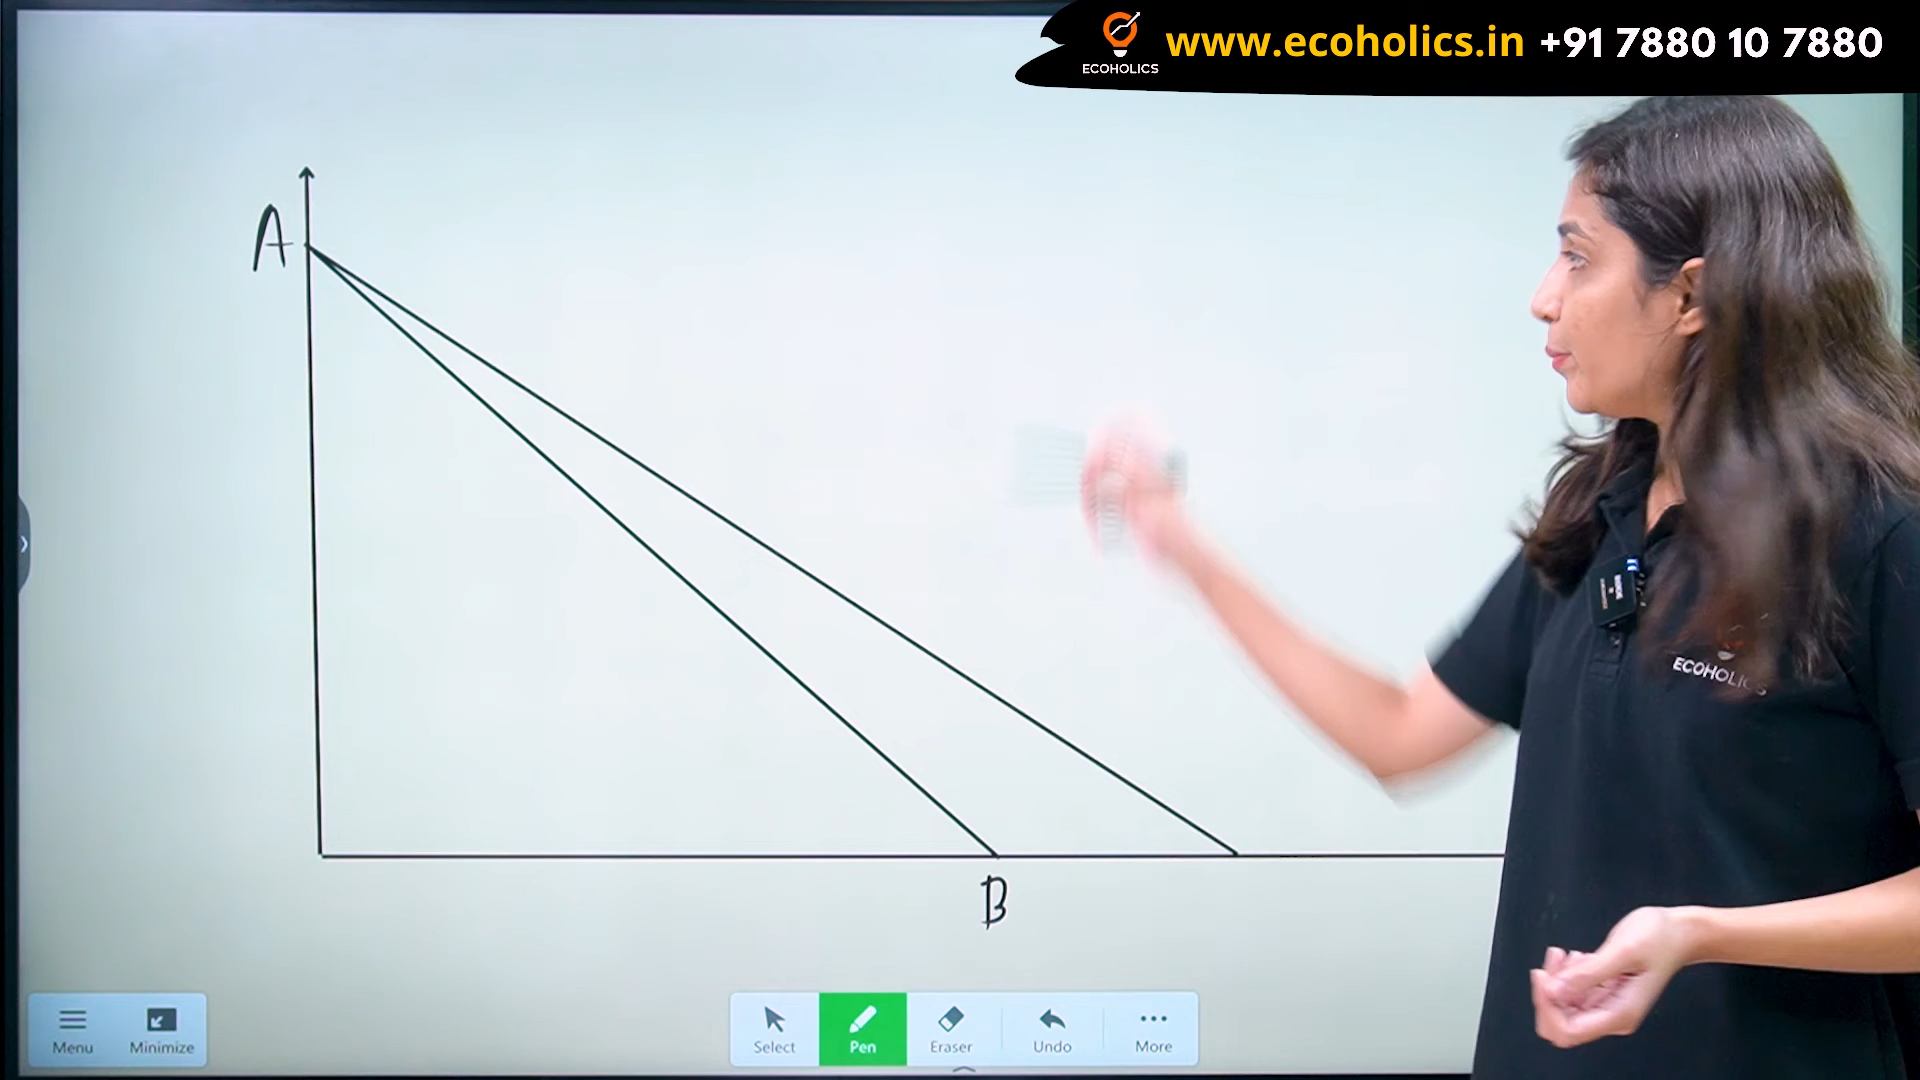 www.ecoholics.in +91 7880 10 7880
ECOHOLICS
A
ECOHOLICS
B
Menu
Minimize
Select
Pen
Eraser
Undo
More